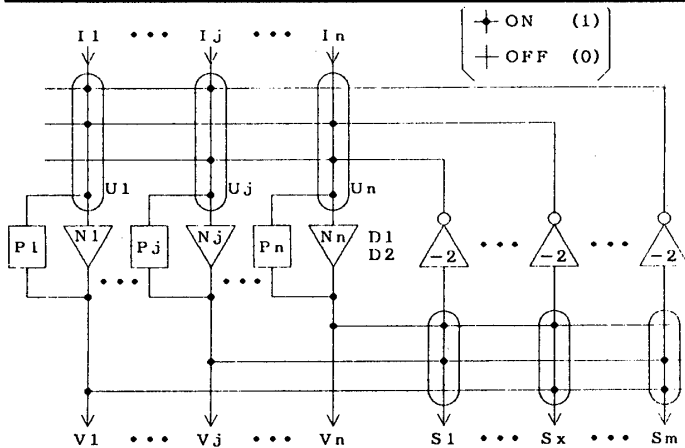 I1 ••• Ij ••• In
ON (1)
OFF (0)
U1 Uj Un
P1 N1 Pj Nj Pn Nn D1
D2
-2 ••• -2 ••• -2
••• •••
V1 ••• Vj ••• Vn S1 ••• Sx ••• Sm